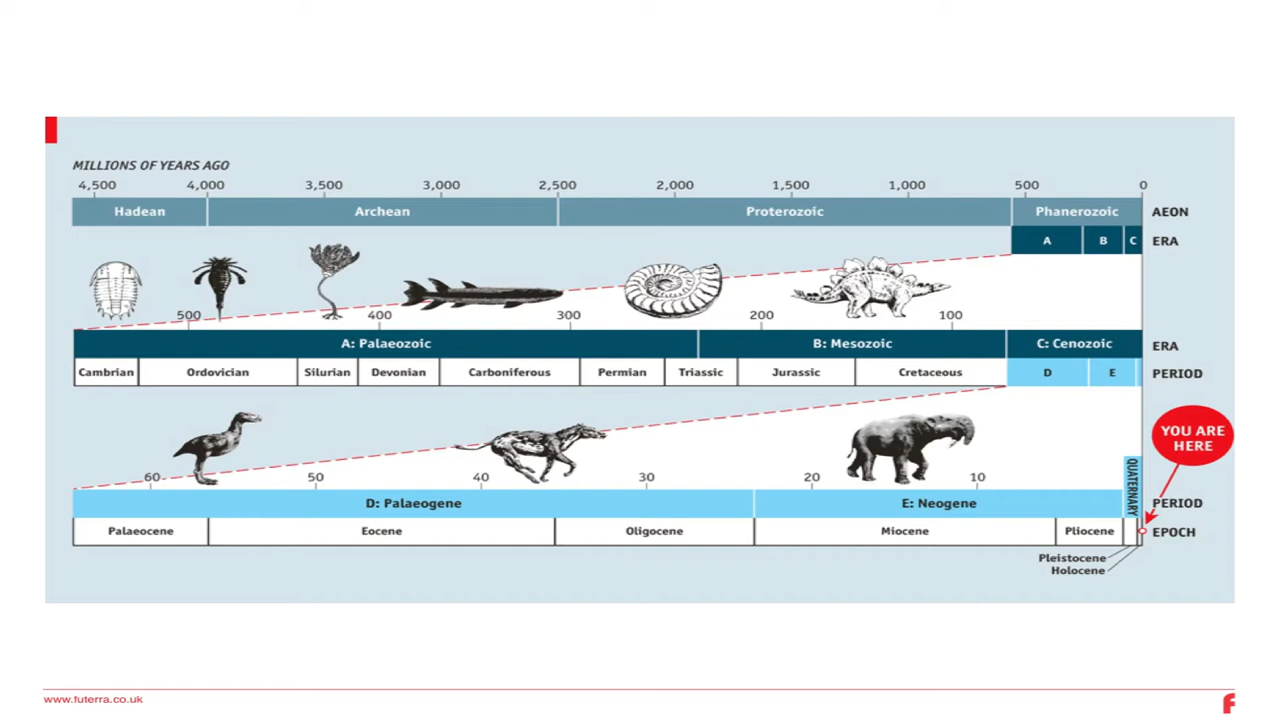 MILLIONS OF YEARS AGO
4,500 4,000 3,500 3,000 2,500 2,000 1,500 1,000 500 0
Hadean Archean Proterozoic Phanerozoic AEON
A B C ERA
500 400 300 200 100
A: Palaeozoic B: Mesozoic C: Cenozoic ERA
Cambrian Ordovician Silurian Devonian Carboniferous Permian Triassic Jurassic Cretaceous D E PERIOD
YOU ARE
HERE
60 50 40 30 20 10
QUATERNARY
D: Palaeogene E: Neogene PERIOD
Palaeocene Eocene Oligocene Miocene Pliocene EPOCH
Pleistocene
Holocene
www.futerra.co.uk
f